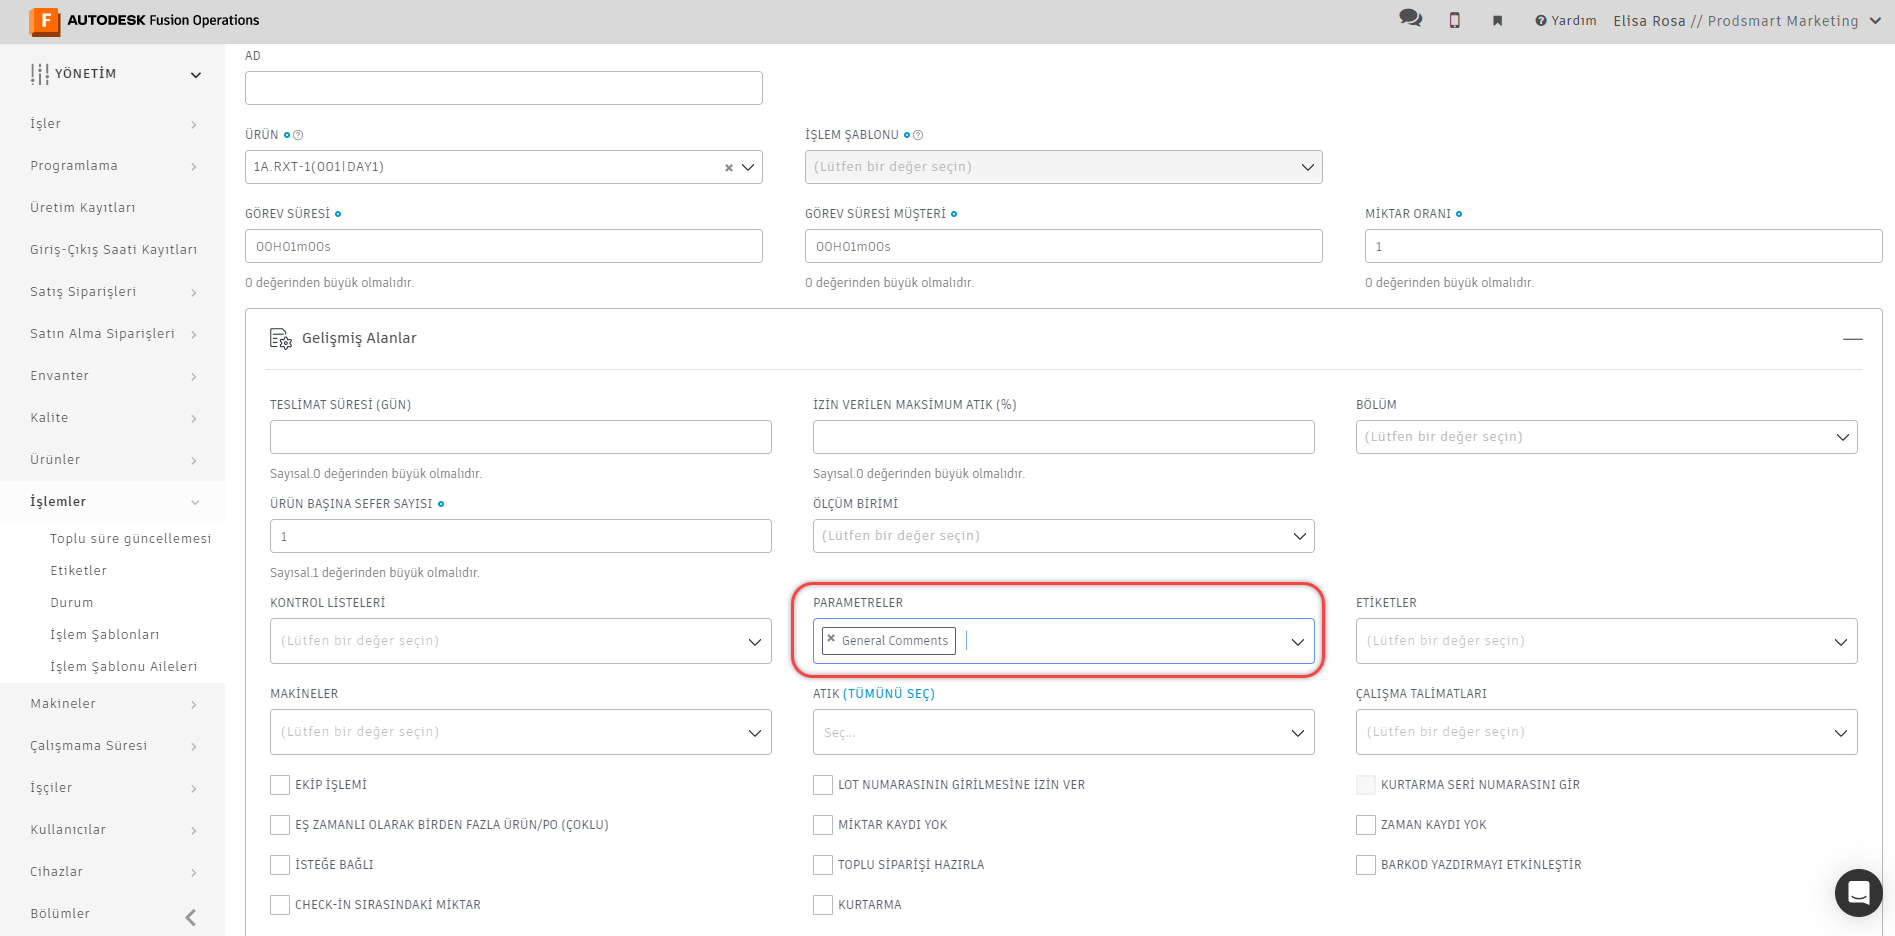 AUTODESK Fusion Operations
Yardım
Elisa Rosa // Prodsmart Marketing
YÖNETİM
İşler
Programlama
Üretim Kayıtları
Giriş-Çıkış Saati Kayıtları
Satış Siparişleri
Satın Alma Siparişleri
Envanter
Kalite
Ürünler
İşlemler
Toplu süre güncellemesi
Etiketler
Durum
İşlem Şablonları
İşlem Şablonu Aileleri
Makineler
Çalışmama Süresi
İşçiler
Kullanıcılar
Cihazlar
Bölümler
AD
ÜRÜN
İŞLEM ŞABLONU
1A.RXT-1(001|DAY1)
(Lütfen bir değer seçin)
GÖREV SÜRESİ
GÖREV SÜRESİ MÜŞTERİ
MİKTAR ORANI
00H01m00s
00H01m00s
1
0 değerinden büyük olmalıdır.
0 değerinden büyük olmalıdır.
0 değerinden büyük olmalıdır.
Gelişmiş Alanlar
TESLİMAT SÜRESİ (GÜN)
İZİN VERİLEN MAKSİMUM ATIK (%)
BÖLÜM
(Lütfen bir değer seçin)
Sayısal.0 değerinden büyük olmalıdır.
Sayısal.0 değerinden büyük olmalıdır.
ÜRÜN BAŞINA SEFER SAYISI
ÖLÇÜM BİRİMİ
1
(Lütfen bir değer seçin)
Sayısal.1 değerinden büyük olmalıdır.
KONTROL LİSTELERİ
PARAMETRELER
ETİKETLER
(Lütfen bir değer seçin)
General Comments
(Lütfen bir değer seçin)
MAKİNELER
ATIK (TÜMÜNÜ SEÇ)
ÇALIŞMA TALİMATLARI
(Lütfen bir değer seçin)
Seç...
(Lütfen bir değer seçin)
EKİP İŞLEMİ
LOT NUMARASININ GİRİLMESİNE İZİN VER
KURTARMA SERİ NUMARASINI GİR
EŞ ZAMANLI OLARAK BİRDEN FAZLA ÜRÜN/PO (ÇOKLU)
MİKTAR KAYDI YOK
ZAMAN KAYDI YOK
İSTEĞE BAĞLI
TOPLU SİPARİŞİ HAZIRLA
BARKOD YAZDIRMAYI ETKİNLEŞTİR
CHECK-İN SIRASINDAKİ MİKTAR
KURTARMA